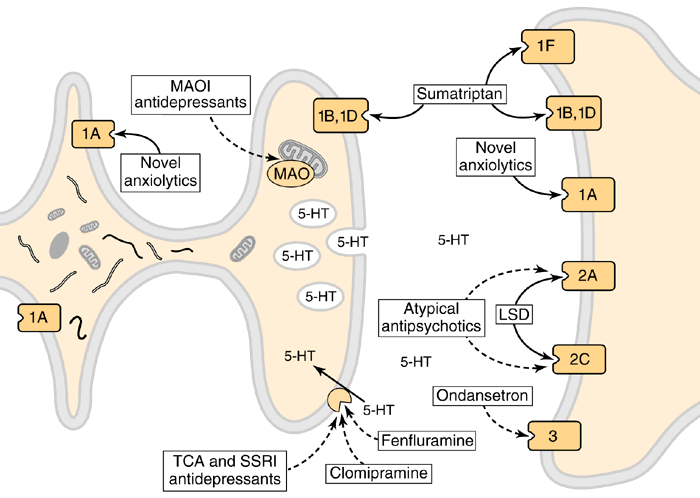 1F
MAOI
antidepressants
Sumatriptan
1B,1D
1B,1D
1A
Novel
anxiolytics
Novel
anxiolytics
MAO
1A
5-HT
5-HT
5-HT
5-HT
5-HT
2A
1A
Atypical
antipsychotics
LSD
5-HT
5-HT
2C
Ondansetron
5-HT
3
Fenfluramine
TCA and SSRI
antidepressants
Clomipramine